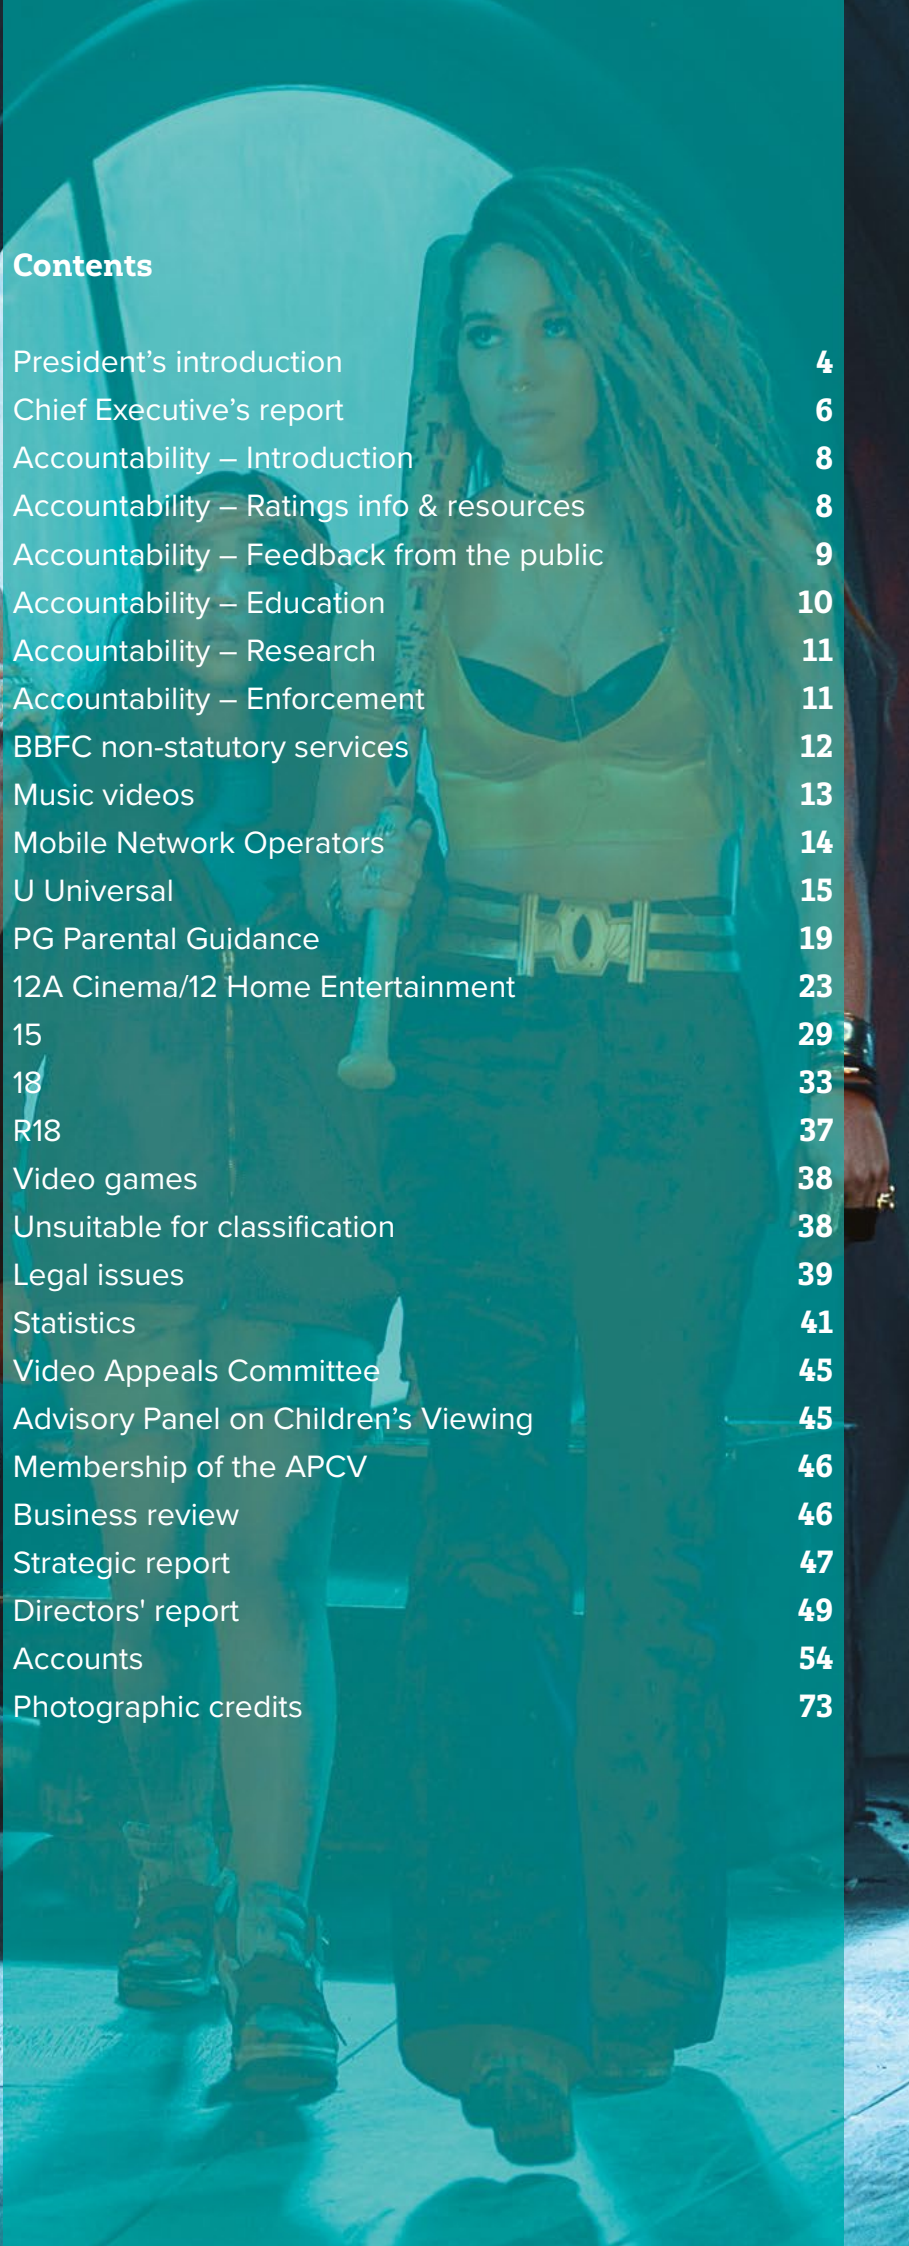 Contents
President’s introduction 4
Chief Executive’s report 6
Accountability – Introduction 8
Accountability – Ratings info & resources 8
Accountability – Feedback from the public 9
Accountability – Education 10
Accountability – Research 11
Accountability – Enforcement 11
BBFC non-statutory services 12
Music videos 13
Mobile Network Operators 14
U Universal 15
PG Parental Guidance 19
12A Cinema/12 Home Entertainment 23
15 29
18 33
R18 37
Video games 38
Unsuitable for classification 38
Legal issues 39
Statistics 41
Video Appeals Committee 45
Advisory Panel on Children’s Viewing 45
Membership of the APCV 46
Business review 46
Strategic report 47
Directors' report 49
Accounts 54
Photographic credits 73